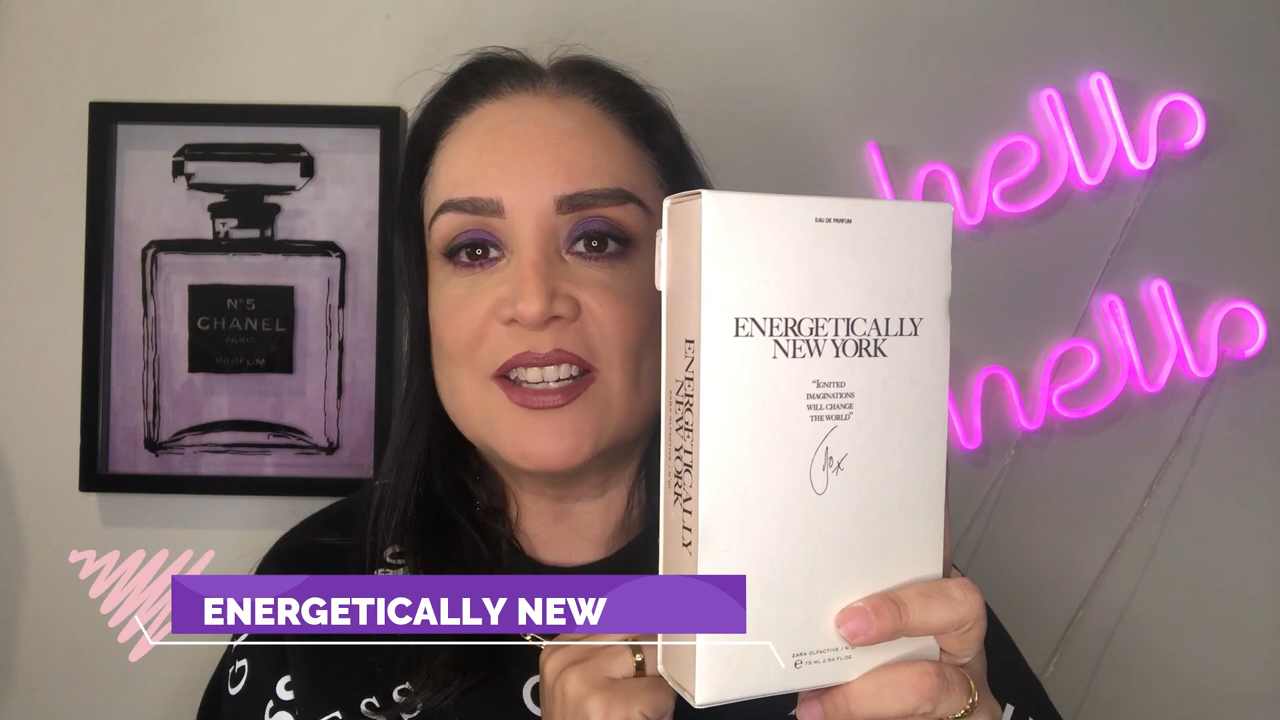 hello
hello
N°5
CHANEL
PARIS
PARFUM
EAU DE PARFUM
ENERGETICALLY
NEW YORK
"IGNITED
IMAGINATIONS
WILL CHANGE
THE WORLD"
Jo x
ENERGETICALLY
NEW YORK
ZARA OLFACTIVE / N
e 75 ML 2.54 FL.OZ.
ENERGETICALLY NEW